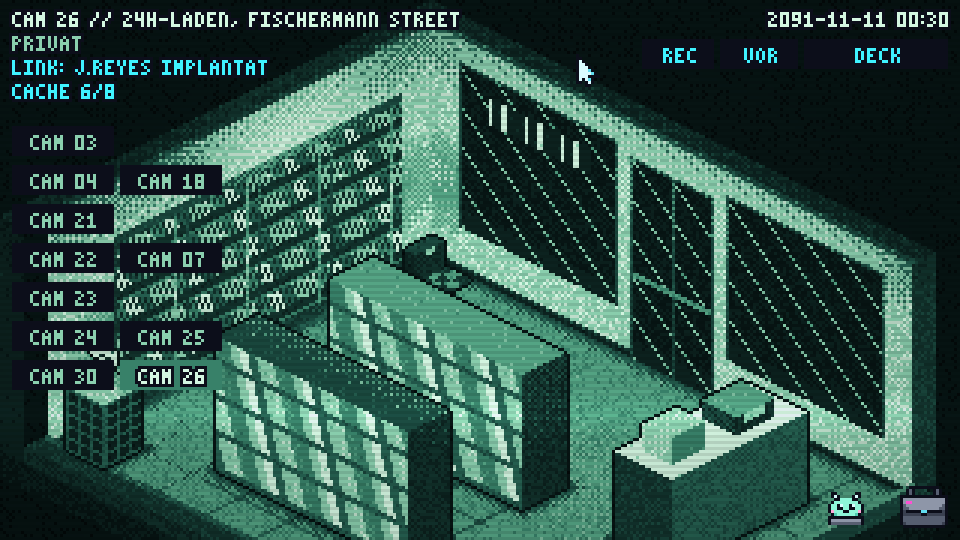 CAM 26 // 24H-LADEN, FISCHERMANN STREET
2091-11-11 00:30
PRIVAT
REC VOR DECK
LINK: J.REYES IMPLANTAT
CACHE 6/8
CAM 03
CAM 04 CAM 18
CAM 21
CAM 22 CAM 07
CAM 23
CAM 24 CAM 25
CAM 30 CAM 26